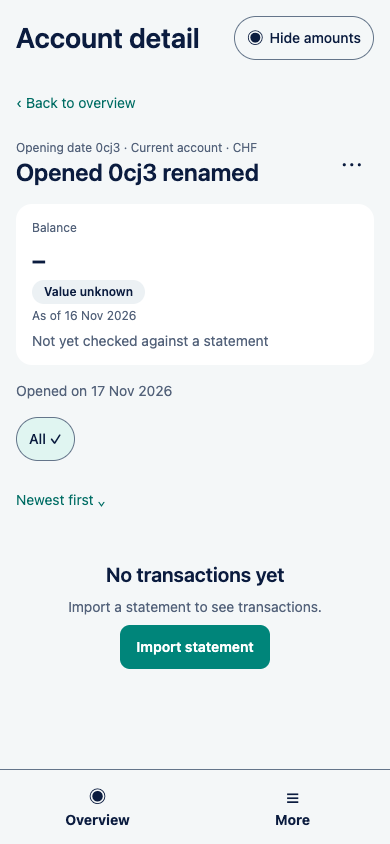 Account detail
Hide amounts
‹ Back to overview
Opening date 0cj3 · Current account · CHF
Opened 0cj3 renamed
Balance
–
Value unknown
As of 16 Nov 2026
Not yet checked against a statement
Opened on 17 Nov 2026
All ✓
Newest first
No transactions yet
Import a statement to see transactions.
Import statement
Overview
More